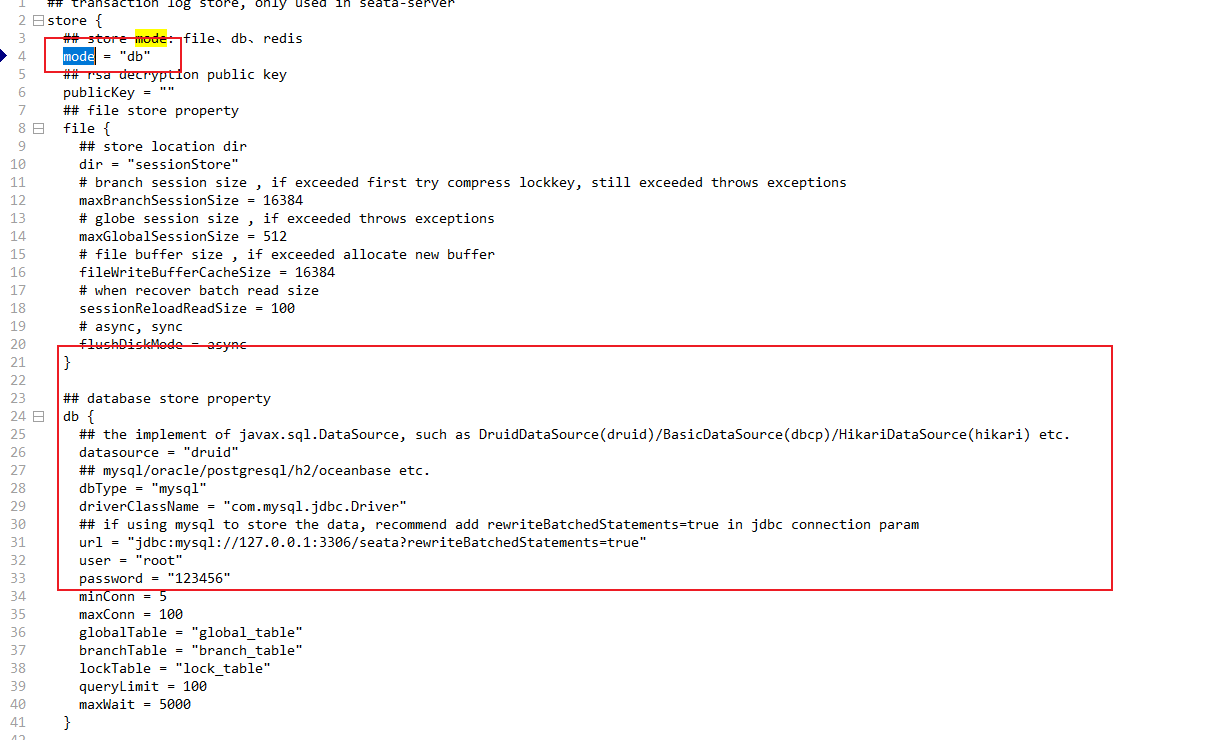 1 ## transaction log store, only used in seata-server
2 store {
3 ## store mode: file、db、redis
4 mode = "db"
5 ## rsa decryption public key
6 publicKey = ""
7 ## file store property
8 file {
9 ## store location dir
10 dir = "sessionStore"
11 # branch session size , if exceeded first try compress lockkey, still exceeded throws exceptions
12 maxBranchSessionSize = 16384
13 # globe session size , if exceeded throws exceptions
14 maxGlobalSessionSize = 512
15 # file buffer size , if exceeded allocate new buffer
16 fileWriteBufferCacheSize = 16384
17 # when recover batch read size
18 sessionReloadReadSize = 100
19 # async, sync
20 flushDiskMode = async
21 }
22
23 ## database store property
24 db {
25 ## the implement of javax.sql.DataSource, such as DruidDataSource(druid)/BasicDataSource(dbcp)/HikariDataSource(hikari) etc.
26 datasource = "druid"
27 ## mysql/oracle/postgresql/h2/oceanbase etc.
28 dbType = "mysql"
29 driverClassName = "com.mysql.jdbc.Driver"
30 ## if using mysql to store the data, recommend add rewriteBatchedStatements=true in jdbc connection param
31 url = "jdbc:mysql://127.0.0.1:3306/seata?rewriteBatchedStatements=true"
32 user = "root"
33 password = "123456"
34 minConn = 5
35 maxConn = 100
36 globalTable = "global_table"
37 branchTable = "branch_table"
38 lockTable = "lock_table"
39 queryLimit = 100
40 maxWait = 5000
41 }
42